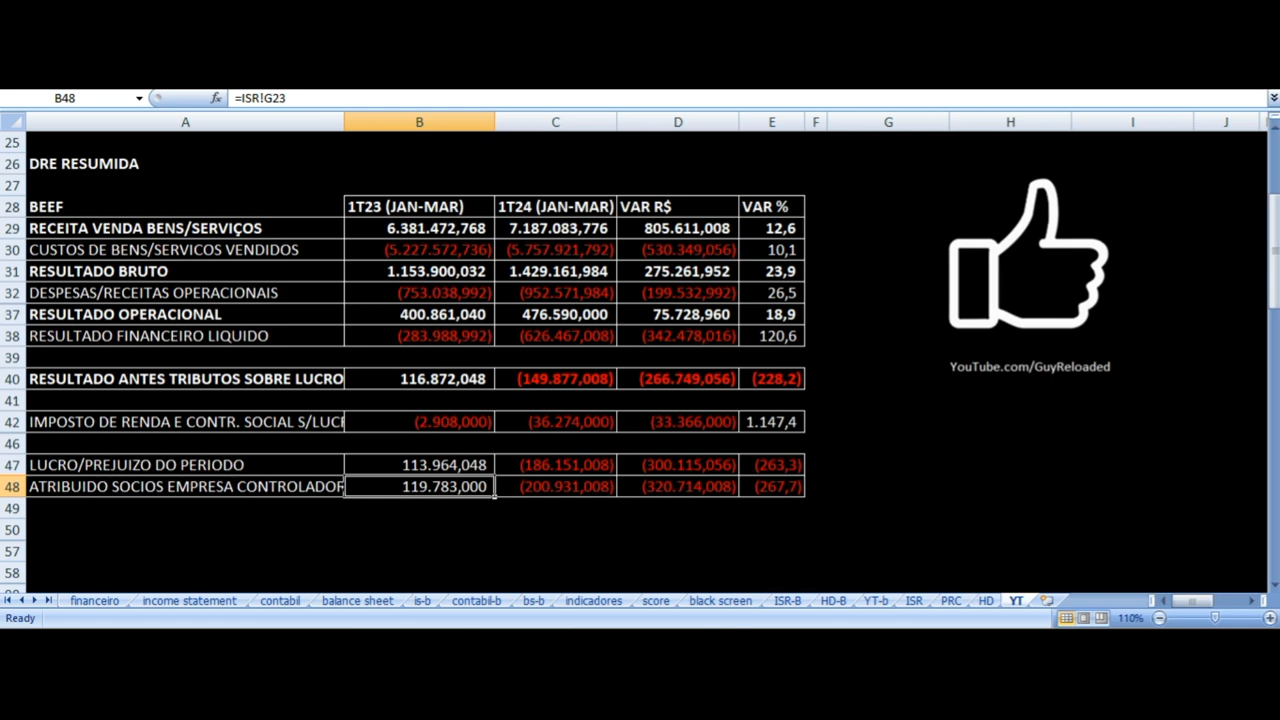 B48 fx =ISR!G23
A B C D E F G H I J
25
26 DRE RESUMIDA
27
28 BEEF 1T23 (JAN-MAR) 1T24 (JAN-MAR) VAR R$ VAR %
29 RECEITA VENDA BENS/SERVIÇOS 6.381.472,768 7.187.083,776 805.611,008 12,6
30 CUSTOS DE BENS/SERVICOS VENDIDOS (5.227.572,736) (5.757.921,792) (530.349,056) 10,1
31 RESULTADO BRUTO 1.153.900,032 1.429.161,984 275.261,952 23,9
32 DESPESAS/RECEITAS OPERACIONAIS (753.038,992) (952.571,984) (199.532,992) 26,5
37 RESULTADO OPERACIONAL 400.861,040 476.590,000 75.728,960 18,9
38 RESULTADO FINANCEIRO LIQUIDO (283.988,992) (626.467,008) (342.478,016) 120,6
39
40 RESULTADO ANTES TRIBUTOS SOBRE LUCRO 116.872,048 (149.877,008) (266.749,056) (228,2)
41
42 IMPOSTO DE RENDA E CONTR. SOCIAL S/LUCR (2.908,000) (36.274,000) (33.366,000) 1.147,4
46
47 LUCRO/PREJUIZO DO PERIODO 113.964,048 (186.151,008) (300.115,056) (263,3)
48 ATRIBUIDO SOCIOS EMPRESA CONTROLADOR 119.783,000 (200.931,008) (320.714,008) (267,7)
49
50
57
58
YouTube.com/GuyReloaded
financeiro income statement contabil balance sheet is-b contabil-b bs-b indicadores score black screen ISR-B HD-B YT-b ISR PRC HD YT
Ready 110%